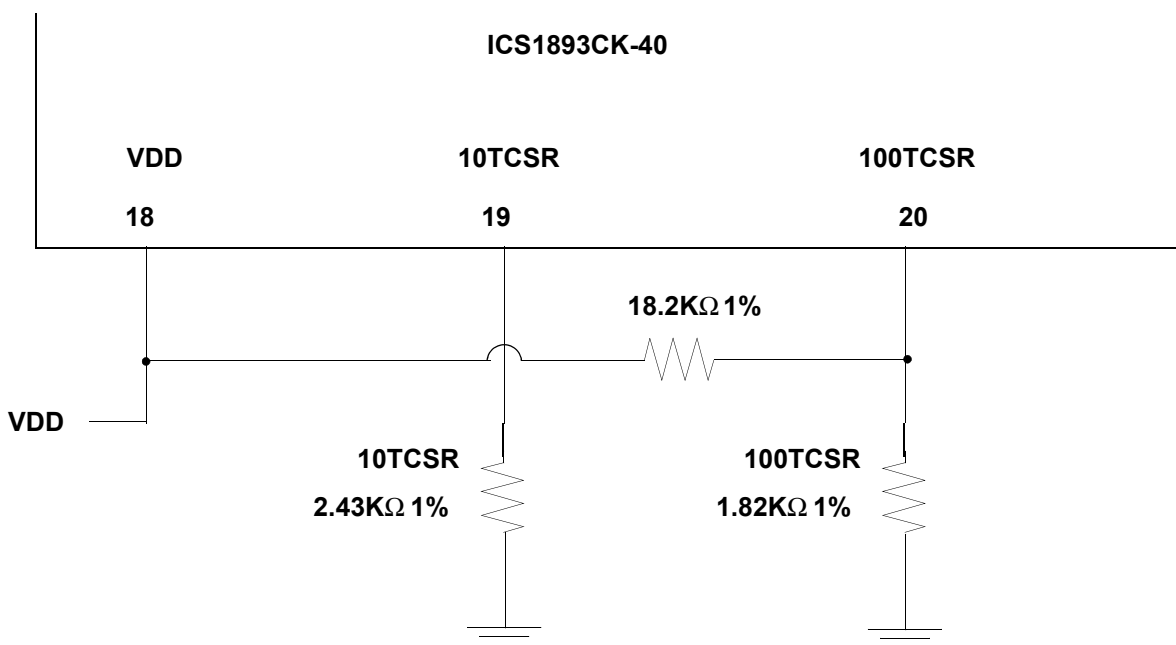 ICS1893CK-40
VDD 10TCSR 100TCSR
18 19 20
18.2KΩ 1%
VDD
10TCSR 100TCSR
2.43KΩ 1% 1.82KΩ 1%